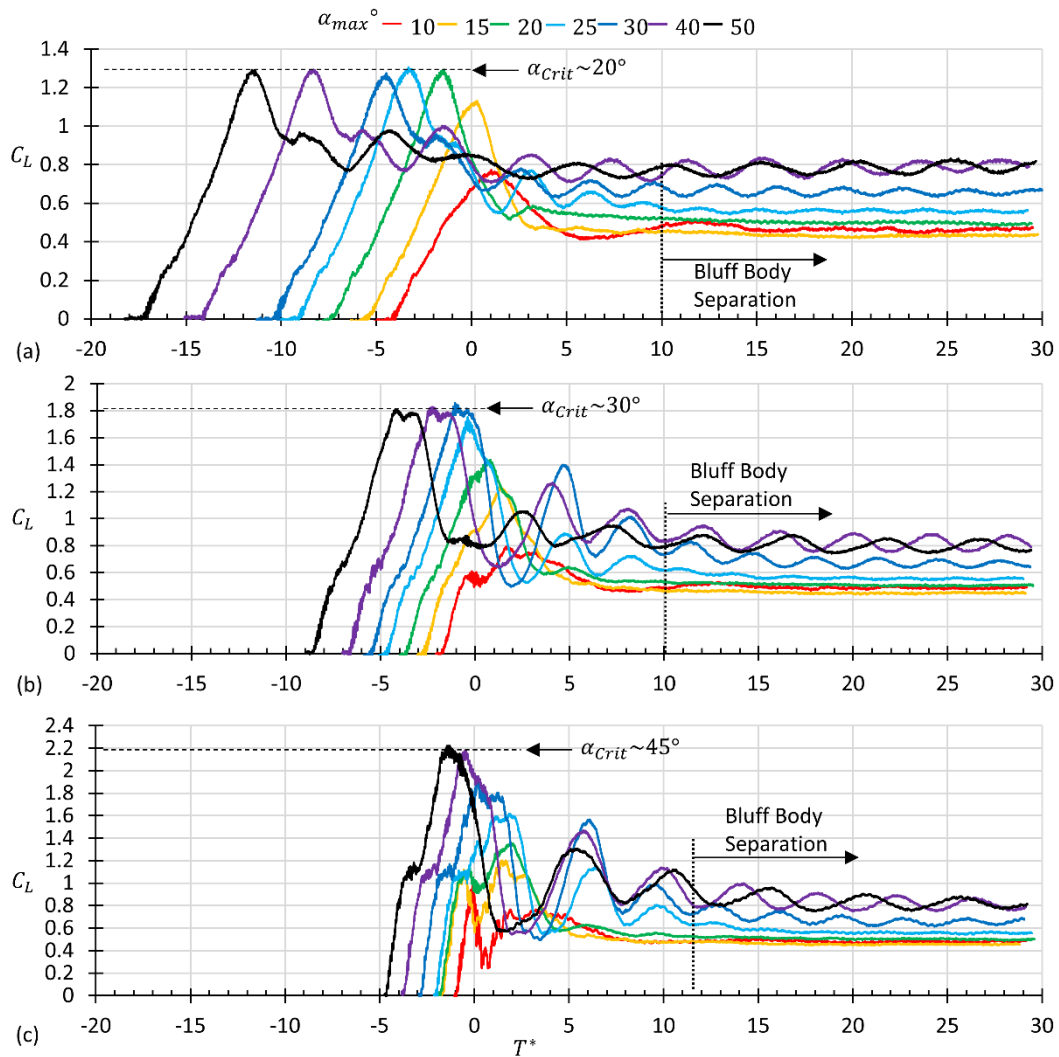 α_max° 10 15 20 25 30 40 50
1.4
α_Crit~20°
1.2
1
C_L
0.8
0.6
0.4
Bluff Body
0.2
Separation
0
(a)
-20 -15 -10 -5 0 5 10 15 20 25 30
2
1.8
α_Crit~30°
1.6
1.4
Bluff Body
Separation
1.2
C_L
1
0.8
0.6
0.4
0.2
0
(b)
-20 -15 -10 -5 0 5 10 15 20 25 30
2.4
2.2
α_Crit~45°
2
1.8
1.6
Bluff Body
Separation
1.4
1.2
C_L
1
0.8
0.6
0.4
0.2
0
(c)
-20 -15 -10 -5 0 5 10 15 20 25 30
T*